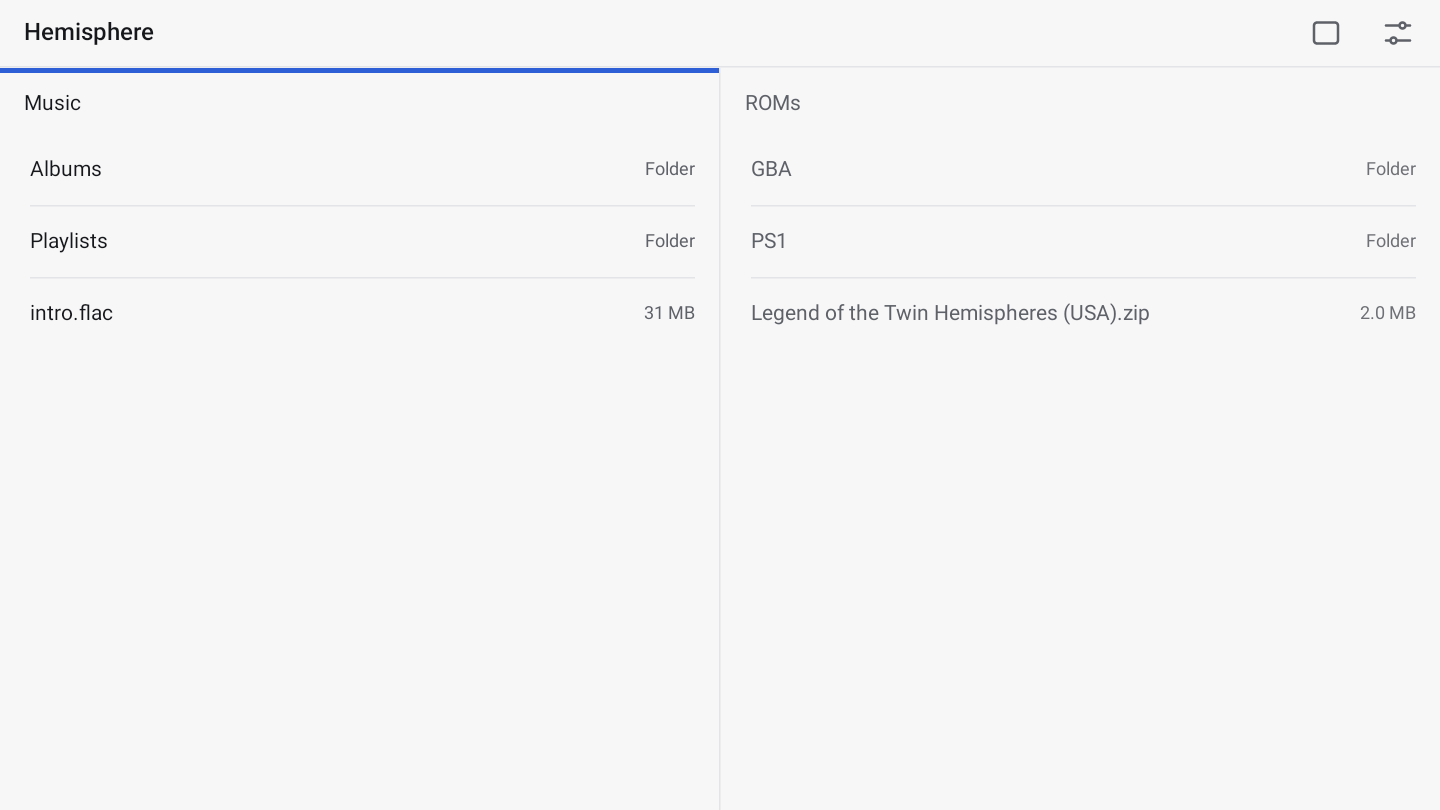 Hemisphere
Music
Albums Folder
Playlists Folder
intro.flac 31 MB
ROMs
GBA Folder
PS1 Folder
Legend of the Twin Hemispheres (USA).zip 2.0 MB